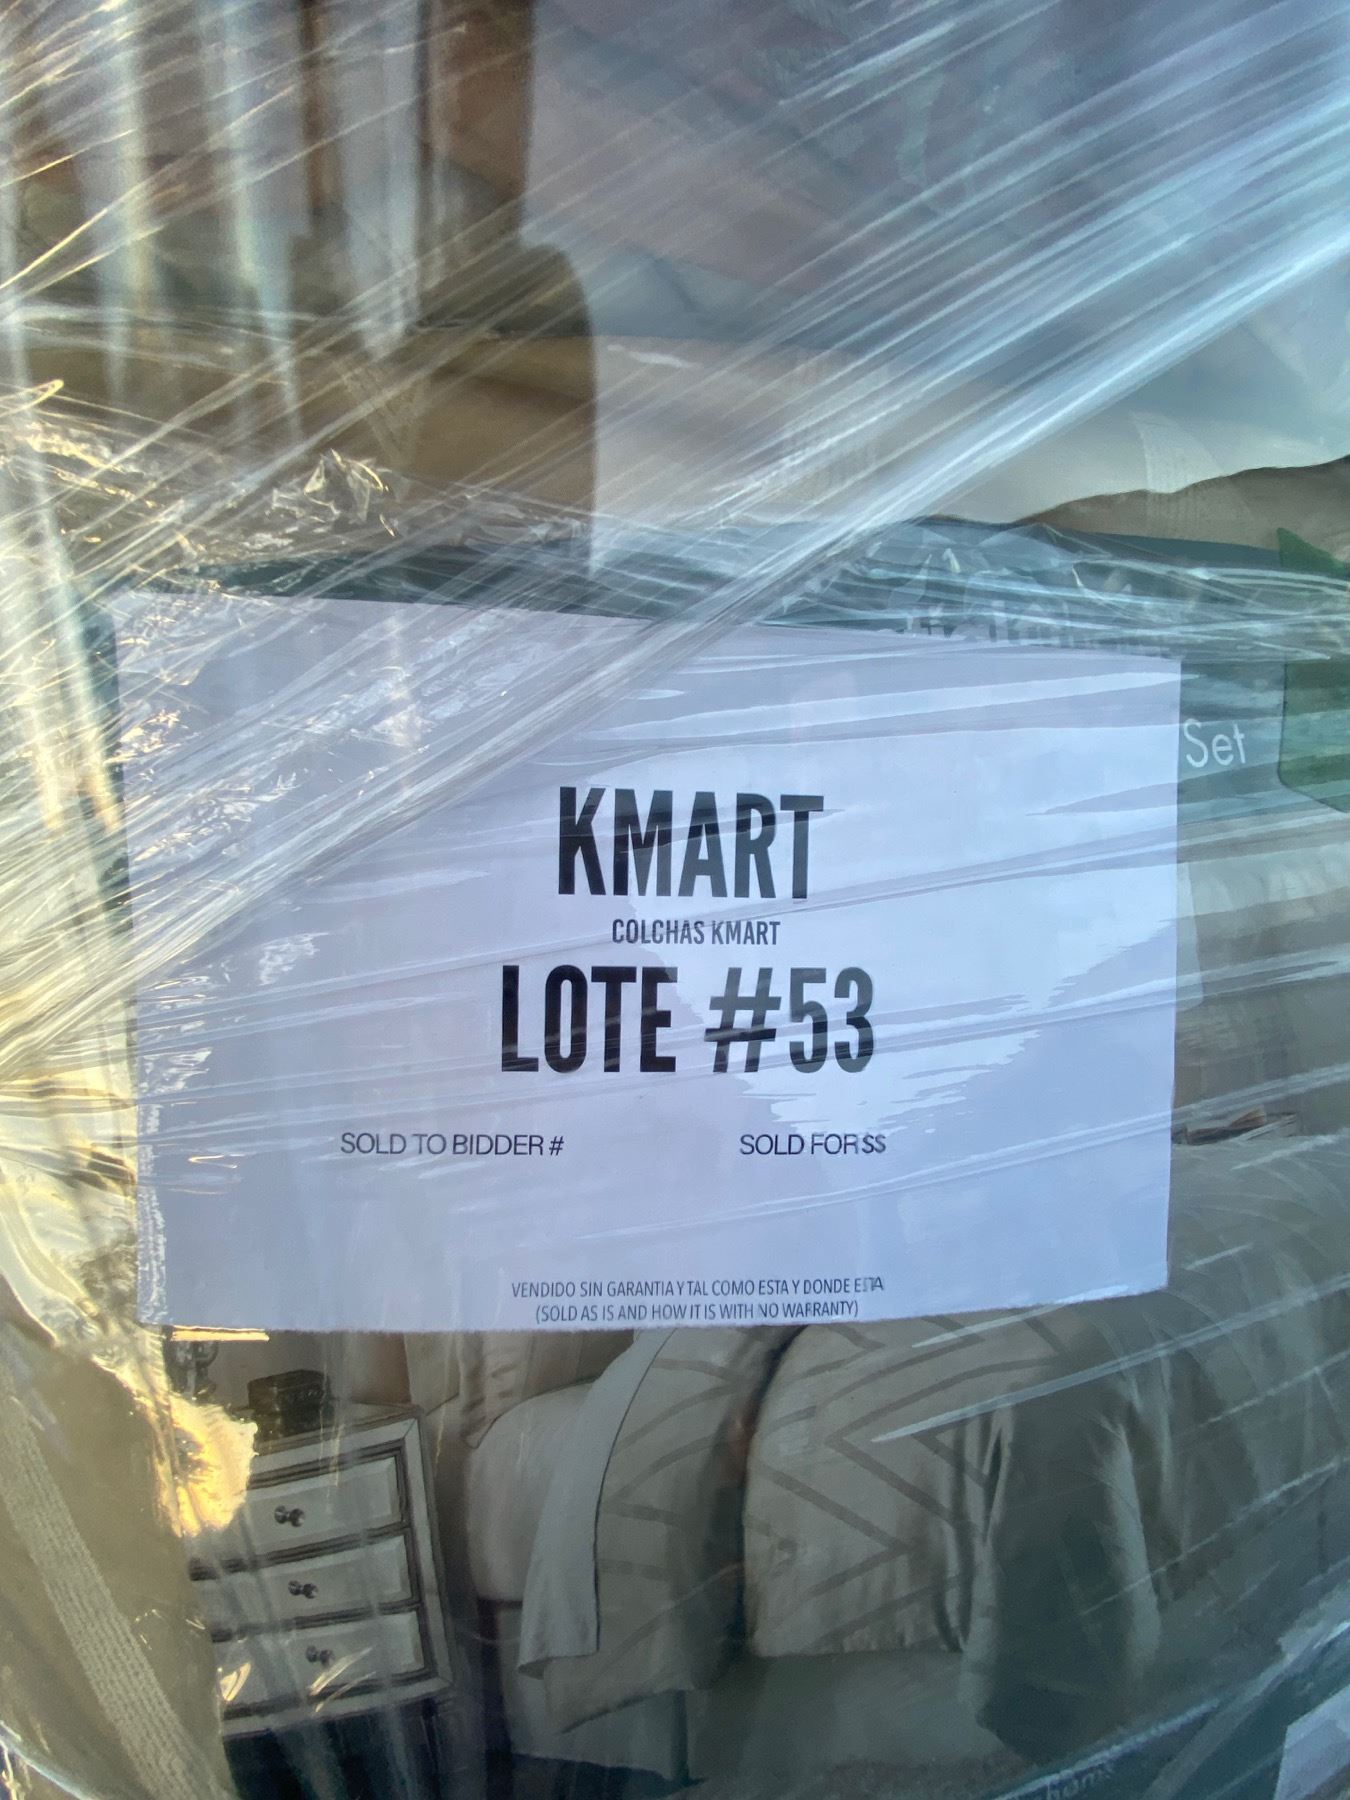 Set
KMART
COLCHAS KMART
LOTE #53
SOLD TO BIDDER # SOLD FOR $$
VENDIDO SIN GARANTIA Y TAL COMO ESTA Y DONDE ESTA
(SOLD AS IS AND HOW IT IS WITH NO WARRANTY)